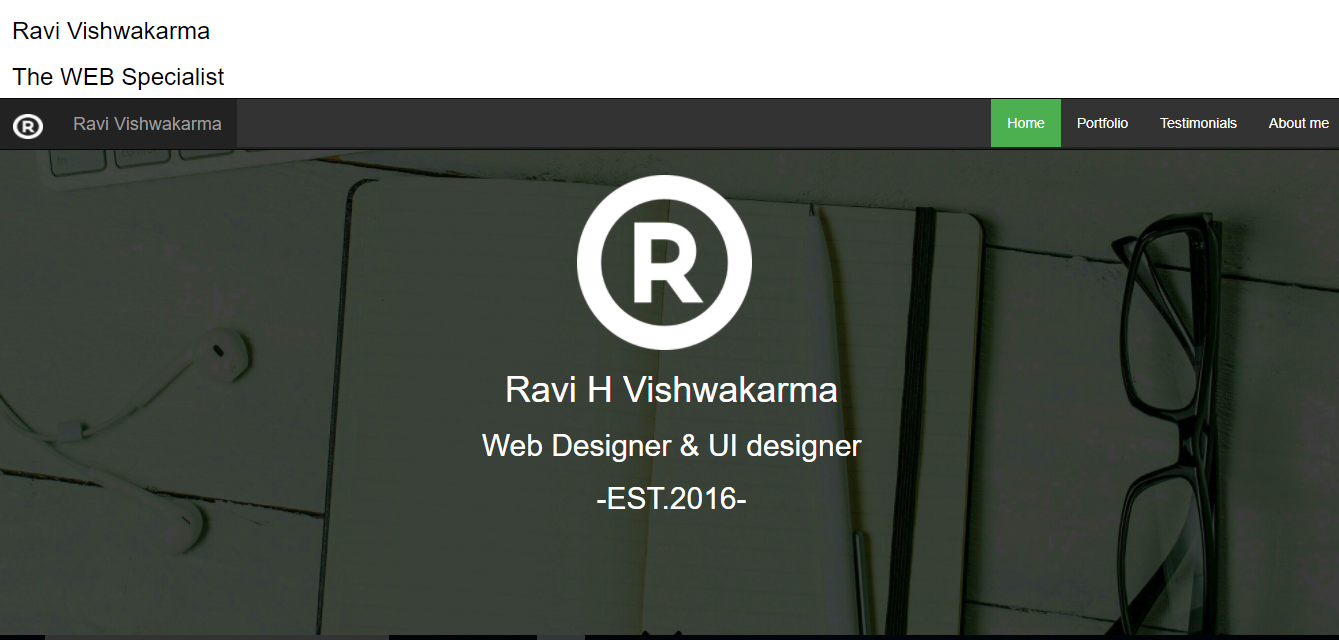 Ravi Vishwakarma
The WEB Specialist
R Ravi Vishwakarma Home Portfolio Testimonials About me
fn
R
Ravi H Vishwakarma
Web Designer & UI designer
-EST.2016-